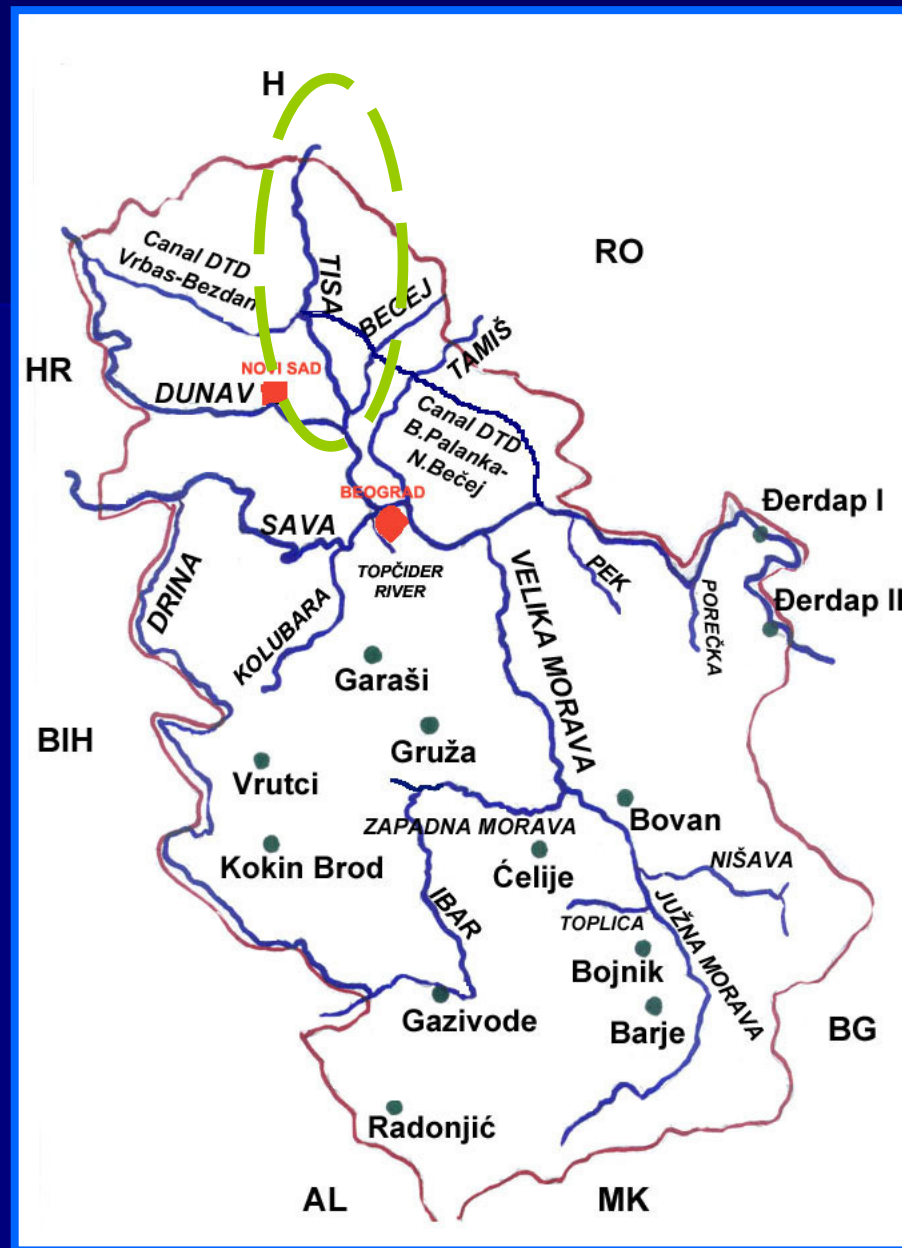 H
RO
Canal DTD
Vrbas-Bezdan
TISA
BEČEJ
TAMIŠ
HR
NOVI SAD
DUNAV
Canal DTD
B.Palanka-
N.Bečej
BEOGRAD
Đerdap I
SAVA
DRINA
TOPČIDER
RIVER
VELIKA MORAVA
PEK
POREČKA
Đerdap II
KOLUBARA
Garaši
BIH
Gruža
Vrutci
Bovan
ZAPADNA MORAVA
Kokin Brod
Ćelije
NIŠAVA
IBAR
TOPLICA
JUŽNA MORAVA
Bojnik
Gazivode
Barje
BG
Radonjić
AL
MK